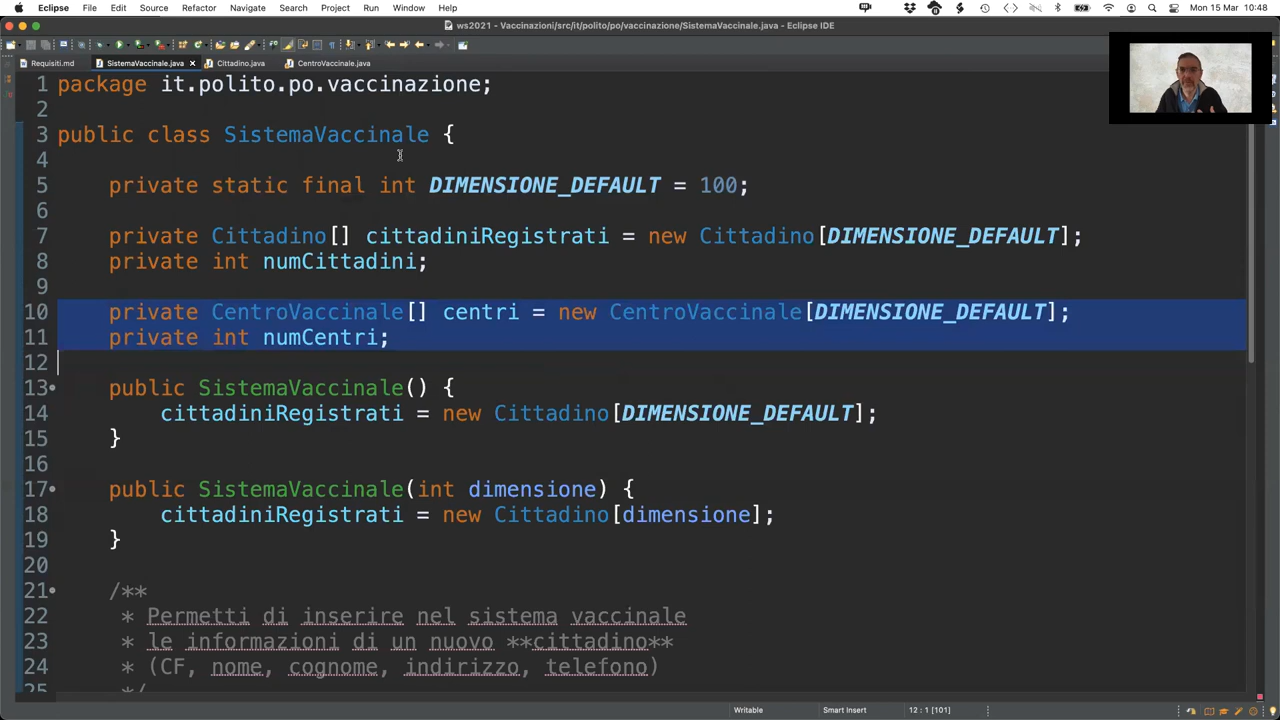 Eclipse File Edit Source Refactor Navigate Search Project Run Window Help Mon 15 Mar 10:48
ws2021 - Vaccinazioni/src/it/polito/po/vaccinazione/SistemaVaccinale.java - Eclipse IDE
Requisiti.md SistemaVaccinale.java Cittadino.java CentroVaccinale.java
1 package it.polito.po.vaccinazione;
2
3 public class SistemaVaccinale {
4
5 private static final int DIMENSIONE_DEFAULT = 100;
6
7 private Cittadino[] cittadiniRegistrati = new Cittadino[DIMENSIONE_DEFAULT];
8 private int numCittadini;
9
10 private CentroVaccinale[] centri = new CentroVaccinale[DIMENSIONE_DEFAULT];
11 private int numCentri;
12
13 public SistemaVaccinale() {
14 cittadiniRegistrati = new Cittadino[DIMENSIONE_DEFAULT];
15 }
16
17 public SistemaVaccinale(int dimensione) {
18 cittadiniRegistrati = new Cittadino[dimensione];
19 }
20
21 /**
22 * Permetti di inserire nel sistema vaccinale
23 * le informazioni di un nuovo **cittadino**
24 * (CF, nome, cognome, indirizzo, telefono)
25 */
Writable Smart Insert 12 : 1 [101]